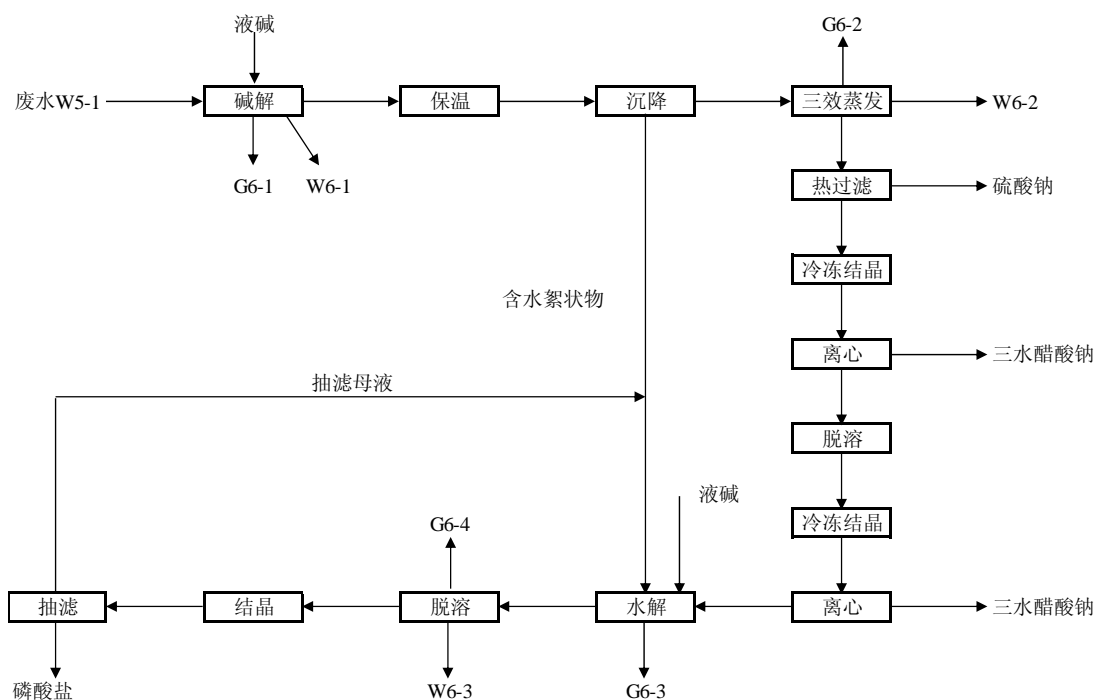 液碱
G6-2
废水W5-1
碱解
保温
沉降
三效蒸发
W6-2
G6-1
W6-1
热过滤
硫酸钠
冷冻结晶
含水絮状物
离心
三水醋酸钠
抽滤母液
脱溶
液碱
G6-4
冷冻结晶
抽滤
结晶
脱溶
水解
离心
三水醋酸钠
磷酸盐
W6-3
G6-3